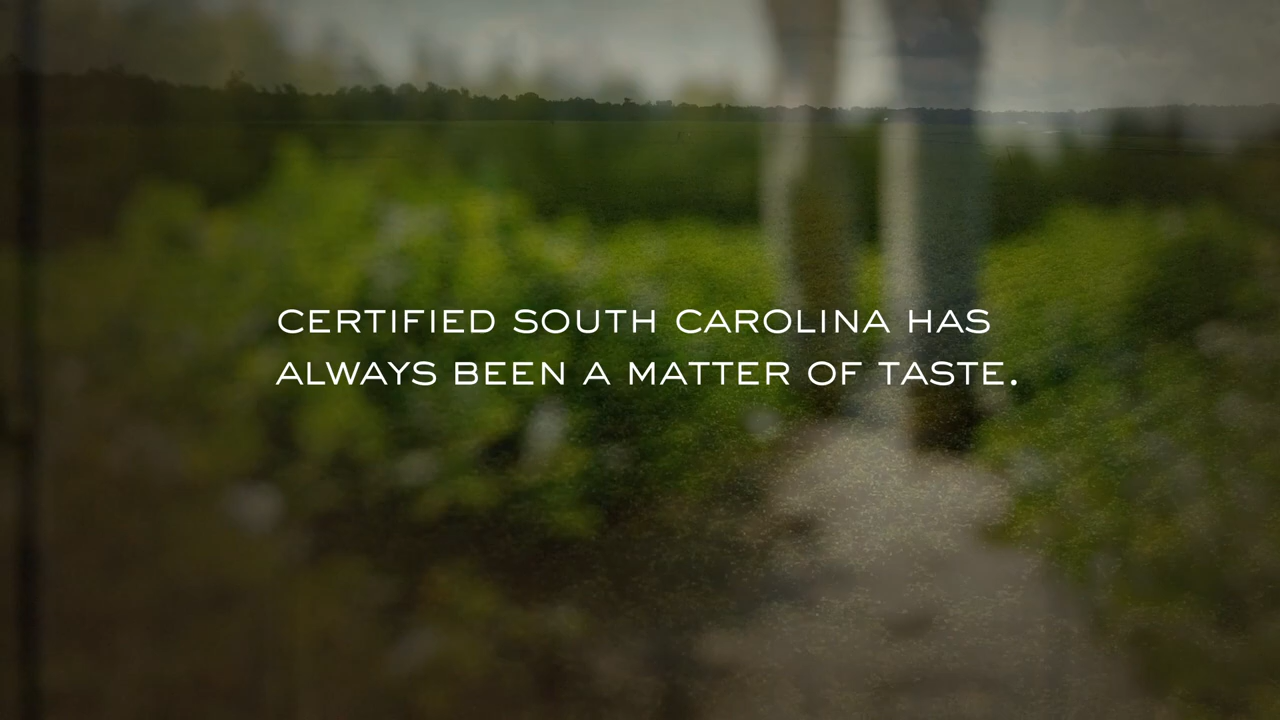 CERTIFIED SOUTH CAROLINA HAS
ALWAYS BEEN A MATTER OF TASTE.